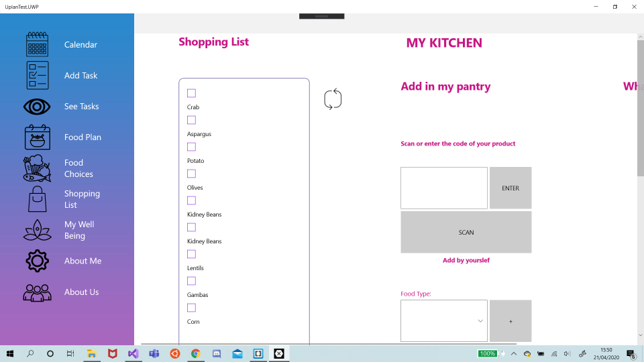 UpianTest.UWP
Calendar
Add Task
See Tasks
Food Plan
Food
Choices
Shopping
List
My Well
Being
About Me
About Us
Shopping List
Crab
Aspargus
Potato
Olives
Kidney Beans
Kidney Beans
Lentils
Gambas
Corn
MY KITCHEN
Add in my pantry
Wh
Scan or enter the code of your product
ENTER
SCAN
Add by yourslef
Food Type:
+
100%
15:50
21/04/2020